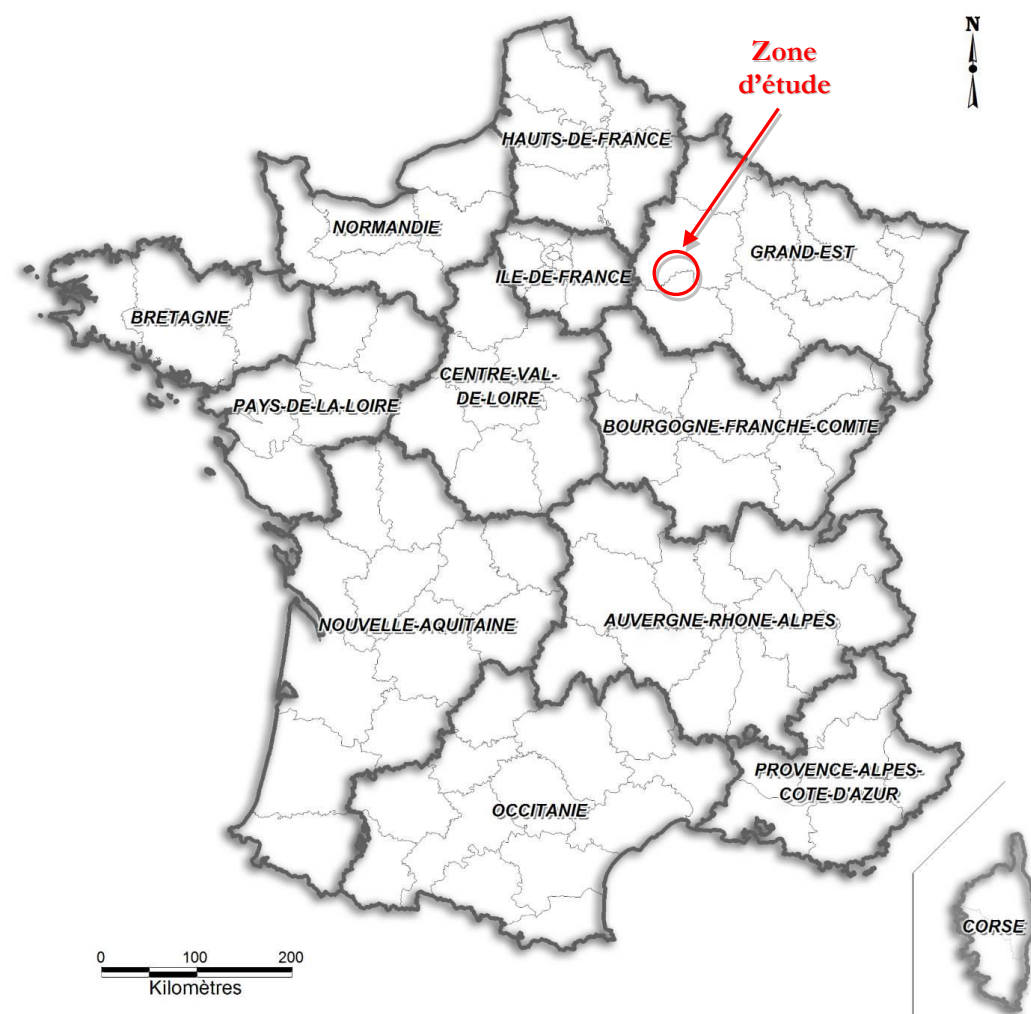 Zone
d'étude
N
HAUTS-DE-FRANCE
NORMANDIE
GRAND-EST
ILE-DE-FRANCE
BRETAGNE
CENTRE-VAL-
DE-LOIRE
PAYS-DE-LA-LOIRE
BOURGOGNE-FRANCHE-COMTE
NOUVELLE-AQUITAINE
AUVERGNE-RHONE-ALPES
PROVENCE-ALPES-
COTE-D'AZUR
OCCITANIE
CORSE
0 100 200
Kilomètres